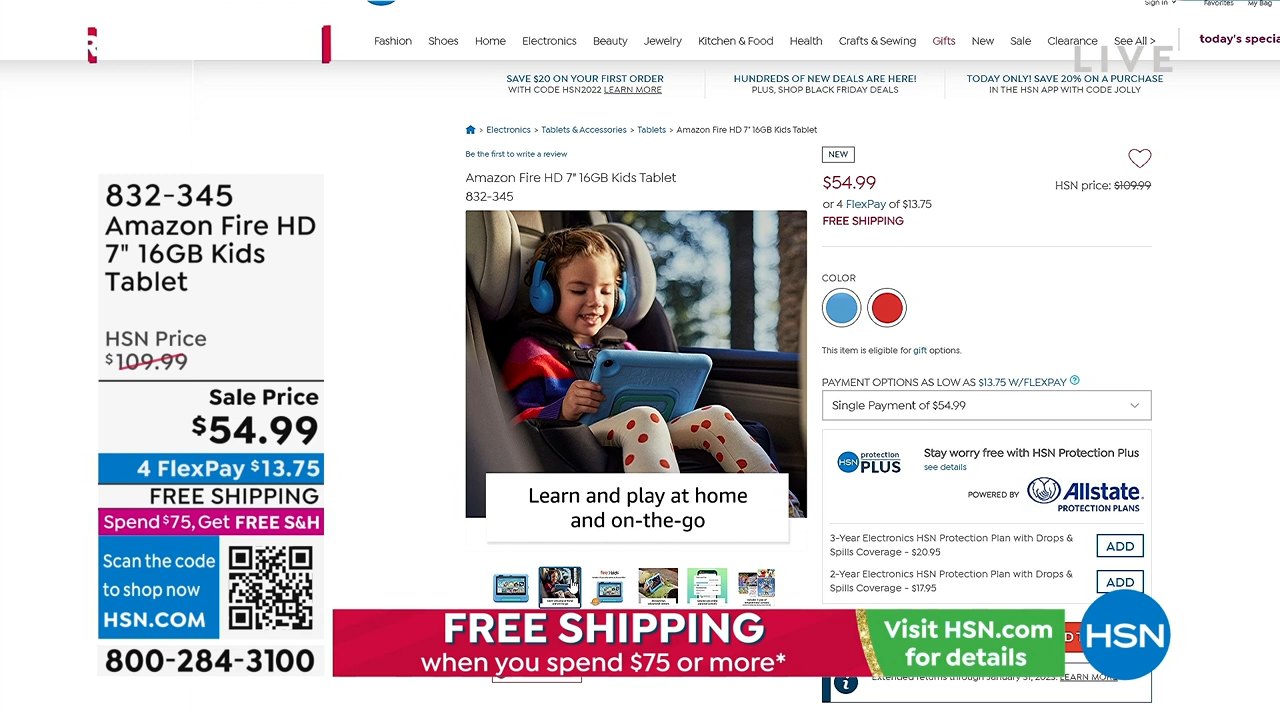 Sign In
Favorites
My Bag
Fashion Shoes Home Electronics Beauty Jewelry Kitchen & Food Health Crafts & Sewing Gifts New Sale Clearance See All >
today's specia
LIVE
SAVE $20 ON YOUR FIRST ORDER
WITH CODE HSN2022 LEARN MORE
HUNDREDS OF NEW DEALS ARE HERE!
PLUS, SHOP BLACK FRIDAY DEALS
TODAY ONLY! SAVE 20% ON A PURCHASE
IN THE HSN APP WITH CODE JOLLY
> Electronics > Tablets & Accessories > Tablets > Amazon Fire HD 7" 16GB Kids Tablet
Be the first to write a review
Amazon Fire HD 7" 16GB Kids Tablet
832-345
Learn and play at home
and on-the-go
NEW
$54.99
HSN price: $109.99
or 4 FlexPay of $13.75
FREE SHIPPING
COLOR
This item is eligible for gift options.
PAYMENT OPTIONS AS LOW AS $13.75 W/FLEXPAY ?
Single Payment of $54.99
HSN protection PLUS
Stay worry free with HSN Protection Plus
see details
POWERED BY Allstate.
PROTECTION PLANS
3-Year Electronics HSN Protection Plan with Drops &
Spills Coverage - $20.95
ADD
2-Year Electronics HSN Protection Plan with Drops &
Spills Coverage - $17.95
ADD
Extended returns through January 31, 2023. LEARN MORE
832-345
Amazon Fire HD
7" 16GB Kids
Tablet
HSN Price
$109.99
Sale Price
$54.99
4 FlexPay $13.75
FREE SHIPPING
Spend $75, Get FREE S&H
Scan the code
to shop now
HSN.COM
800-284-3100
FREE SHIPPING
when you spend $75 or more*
Visit HSN.com
for details
HSN